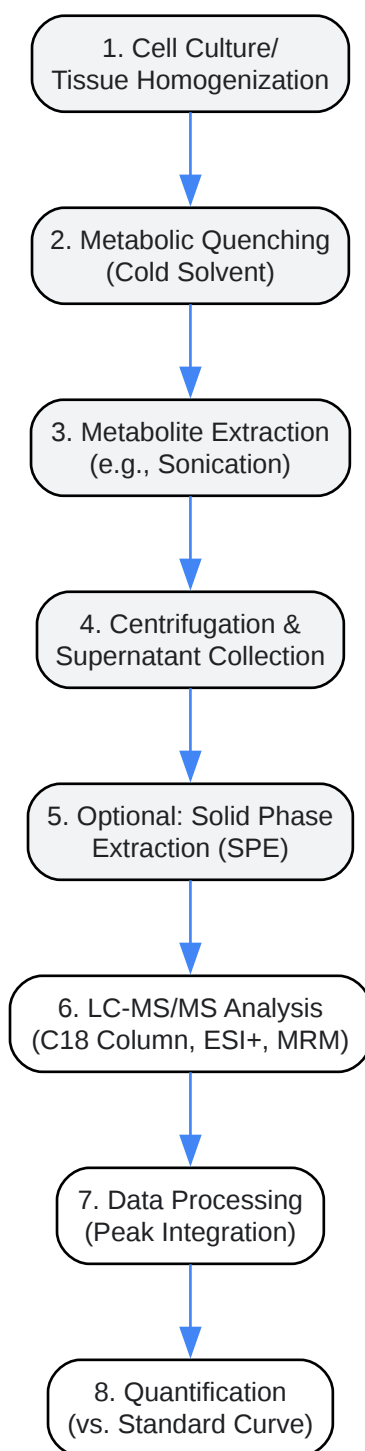 1. Cell Culture/
Tissue Homogenization
2. Metabolic Quenching
(Cold Solvent)
3. Metabolite Extraction
(e.g., Sonication)
4. Centrifugation &
Supernatant Collection
5. Optional: Solid Phase
Extraction (SPE)
6. LC-MS/MS Analysis
(C18 Column, ESI+, MRM)
7. Data Processing
(Peak Integration)
8. Quantification
(vs. Standard Curve)